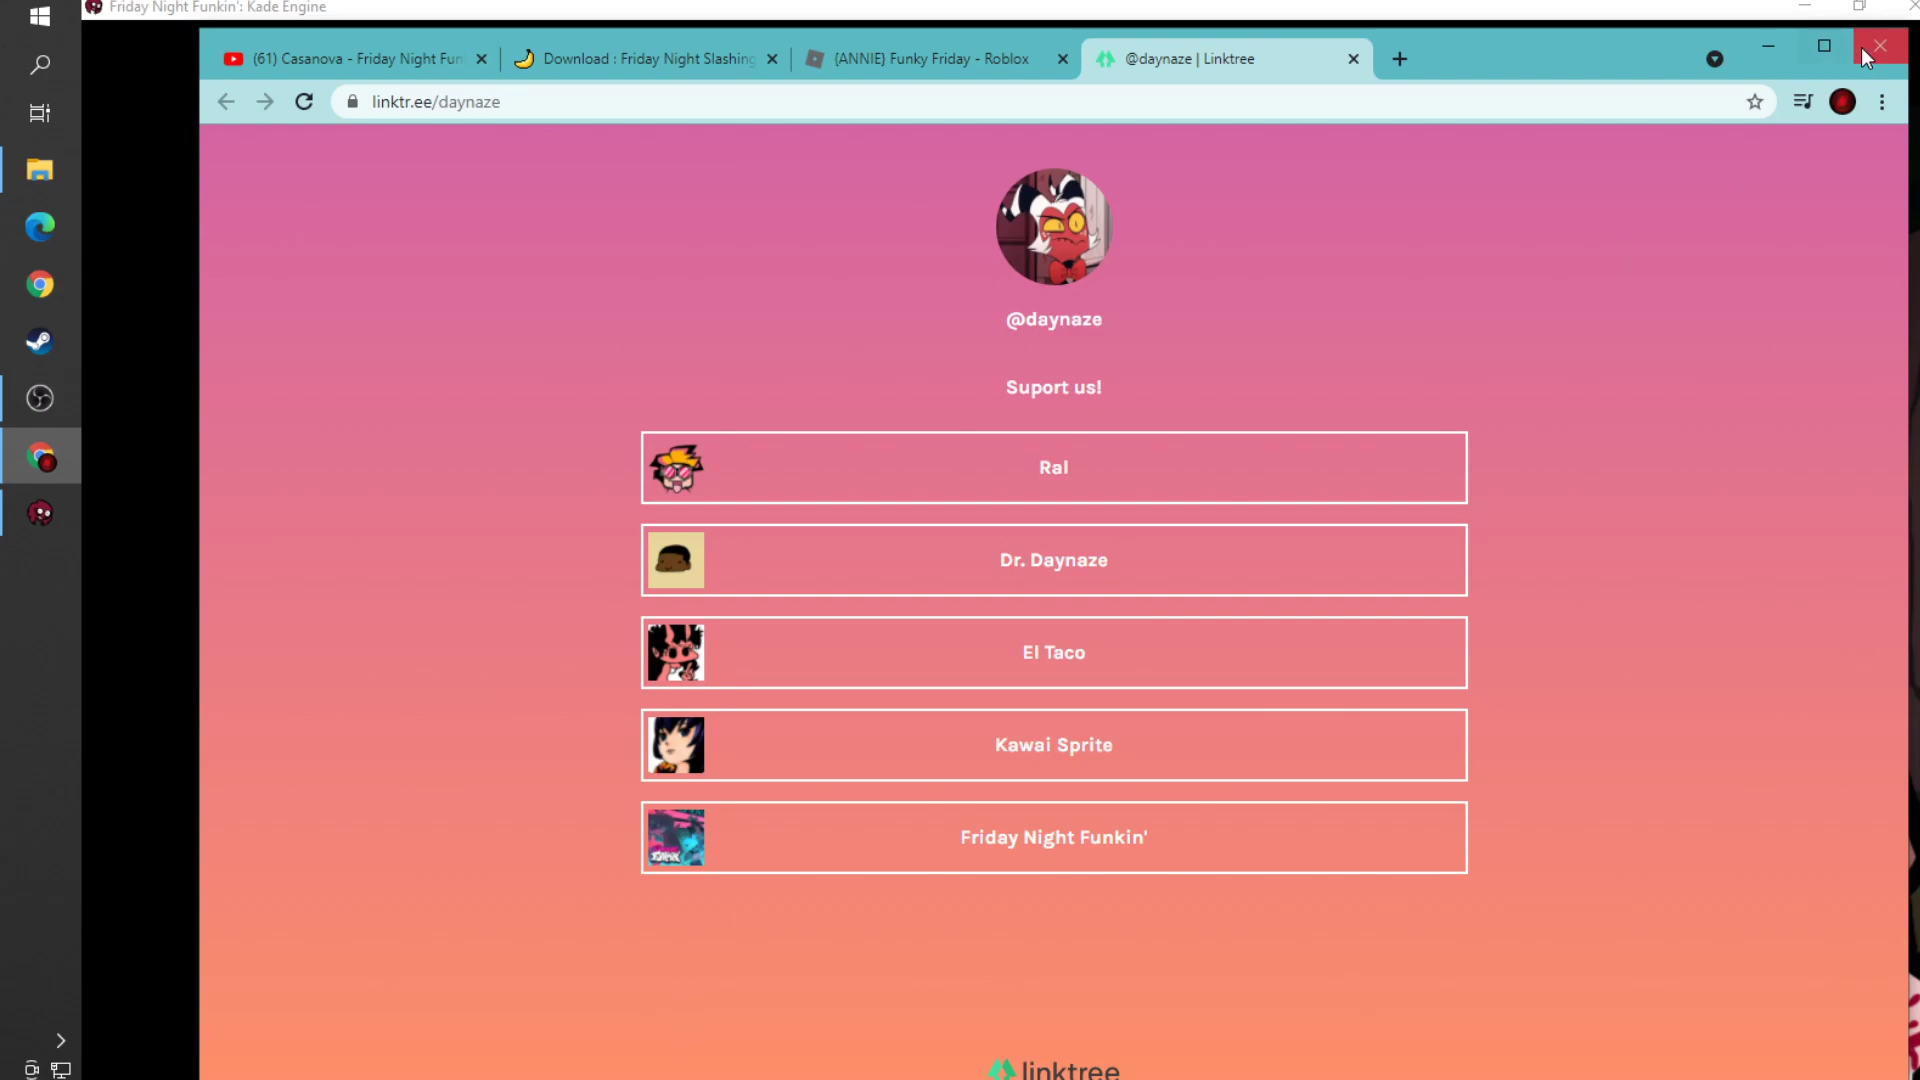 Friday Night Funkin': Kade Engine
(61) Casanova - Friday Night Fun
Download : Friday Night Slashing
(ANNIE) Funky Friday - Roblox
@daynaze | Linktree
linktr.ee/daynaze
@daynaze
Suport us!
Ral
Dr. Daynaze
El Taco
Kawai Sprite
Friday Night Funkin'
linktree